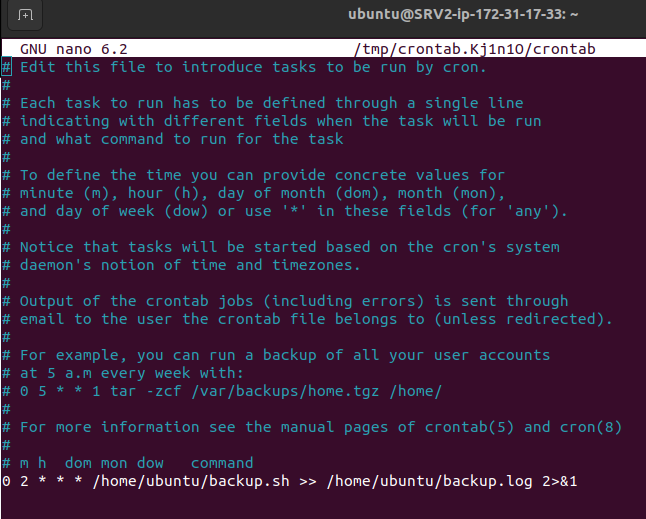 ubuntu@SRV2-ip-172-31-17-33: ~
GNU nano 6.2 /tmp/crontab.Kj1n1O/crontab
# Edit this file to introduce tasks to be run by cron.
#
# Each task to run has to be defined through a single line
# indicating with different fields when the task will be run
# and what command to run for the task
#
# To define the time you can provide concrete values for
# minute (m), hour (h), day of month (dom), month (mon),
# and day of week (dow) or use '*' in these fields (for 'any').
#
# Notice that tasks will be started based on the cron's system
# daemon's notion of time and timezones.
#
# Output of the crontab jobs (including errors) is sent through
# email to the user the crontab file belongs to (unless redirected).
#
# For example, you can run a backup of all your user accounts
# at 5 a.m every week with:
# 0 5 * * 1 tar -zcf /var/backups/home.tgz /home/
#
# For more information see the manual pages of crontab(5) and cron(8)
#
# m h  dom mon dow   command
0 2 * * * /home/ubuntu/backup.sh >> /home/ubuntu/backup.log 2>&1